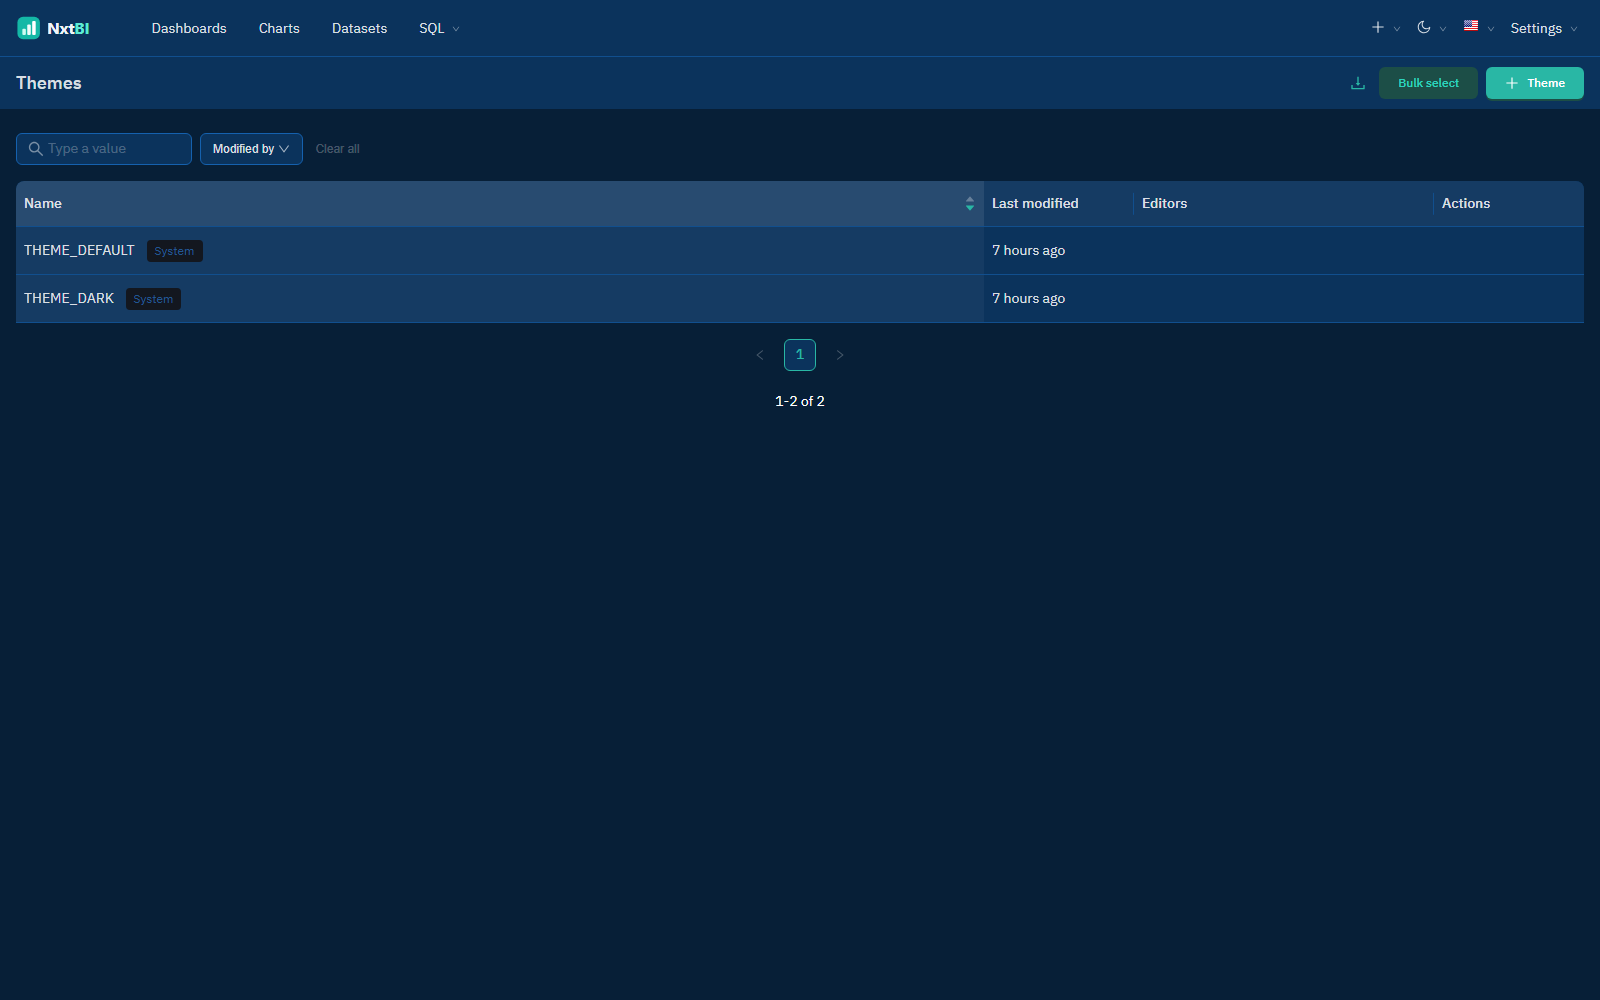 NxtBI Dashboards Charts Datasets SQL Settings
Themes Bulk select Theme
Type a value Modified by Clear all
Name Last modified Editors Actions
THEME_DEFAULT System 7 hours ago
THEME_DARK System 7 hours ago
1
1-2 of 2